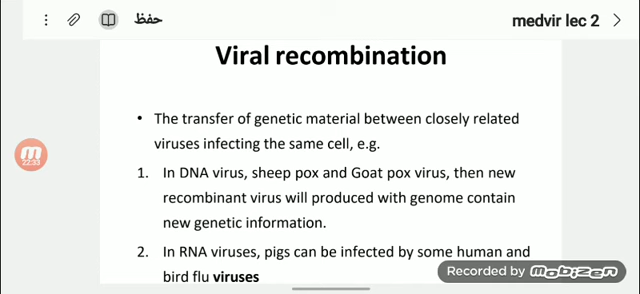 حفظ
medvir lec 2
Viral recombination
• The transfer of genetic material between closely related
viruses infecting the same cell, e.g.
1. In DNA virus, sheep pox and Goat pox virus, then new
recombinant virus will produced with genome contain
new genetic information.
2. In RNA viruses, pigs can be infected by some human and
bird flu viruses
Recorded by mobizen